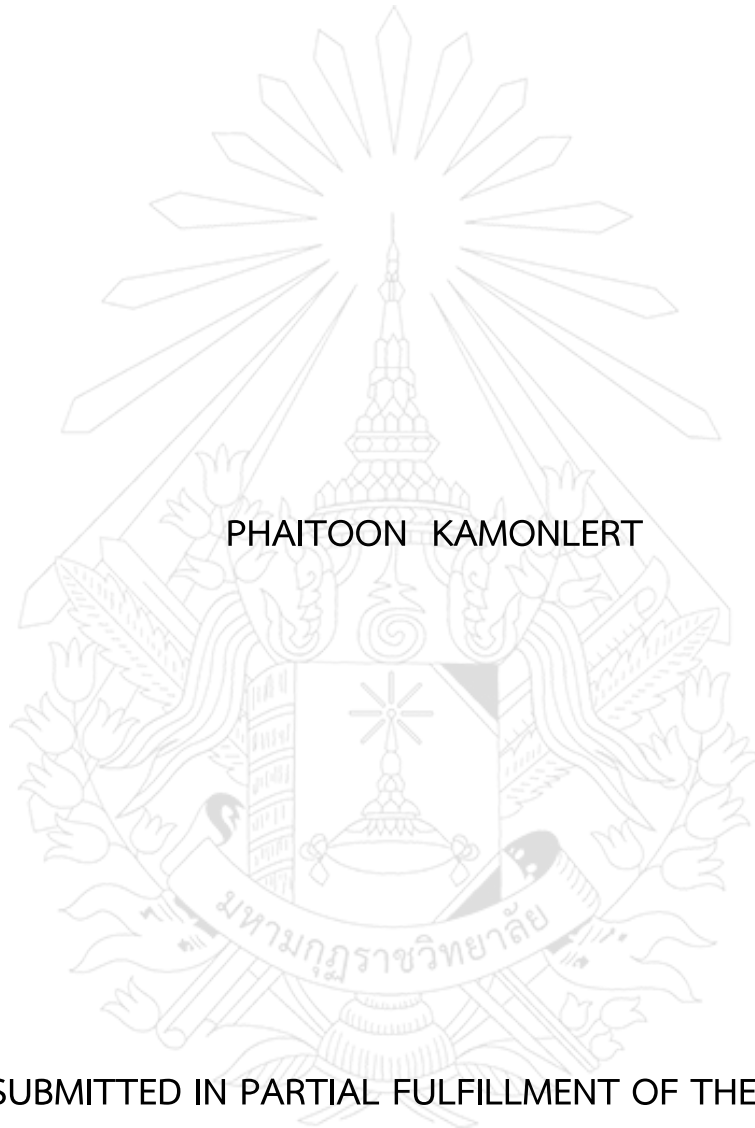 PHAITOON KAMONLERT
มหามกุฏราชวิทยาลัย
SUBMITTED IN PARTIAL FULFILLMENT OF THE